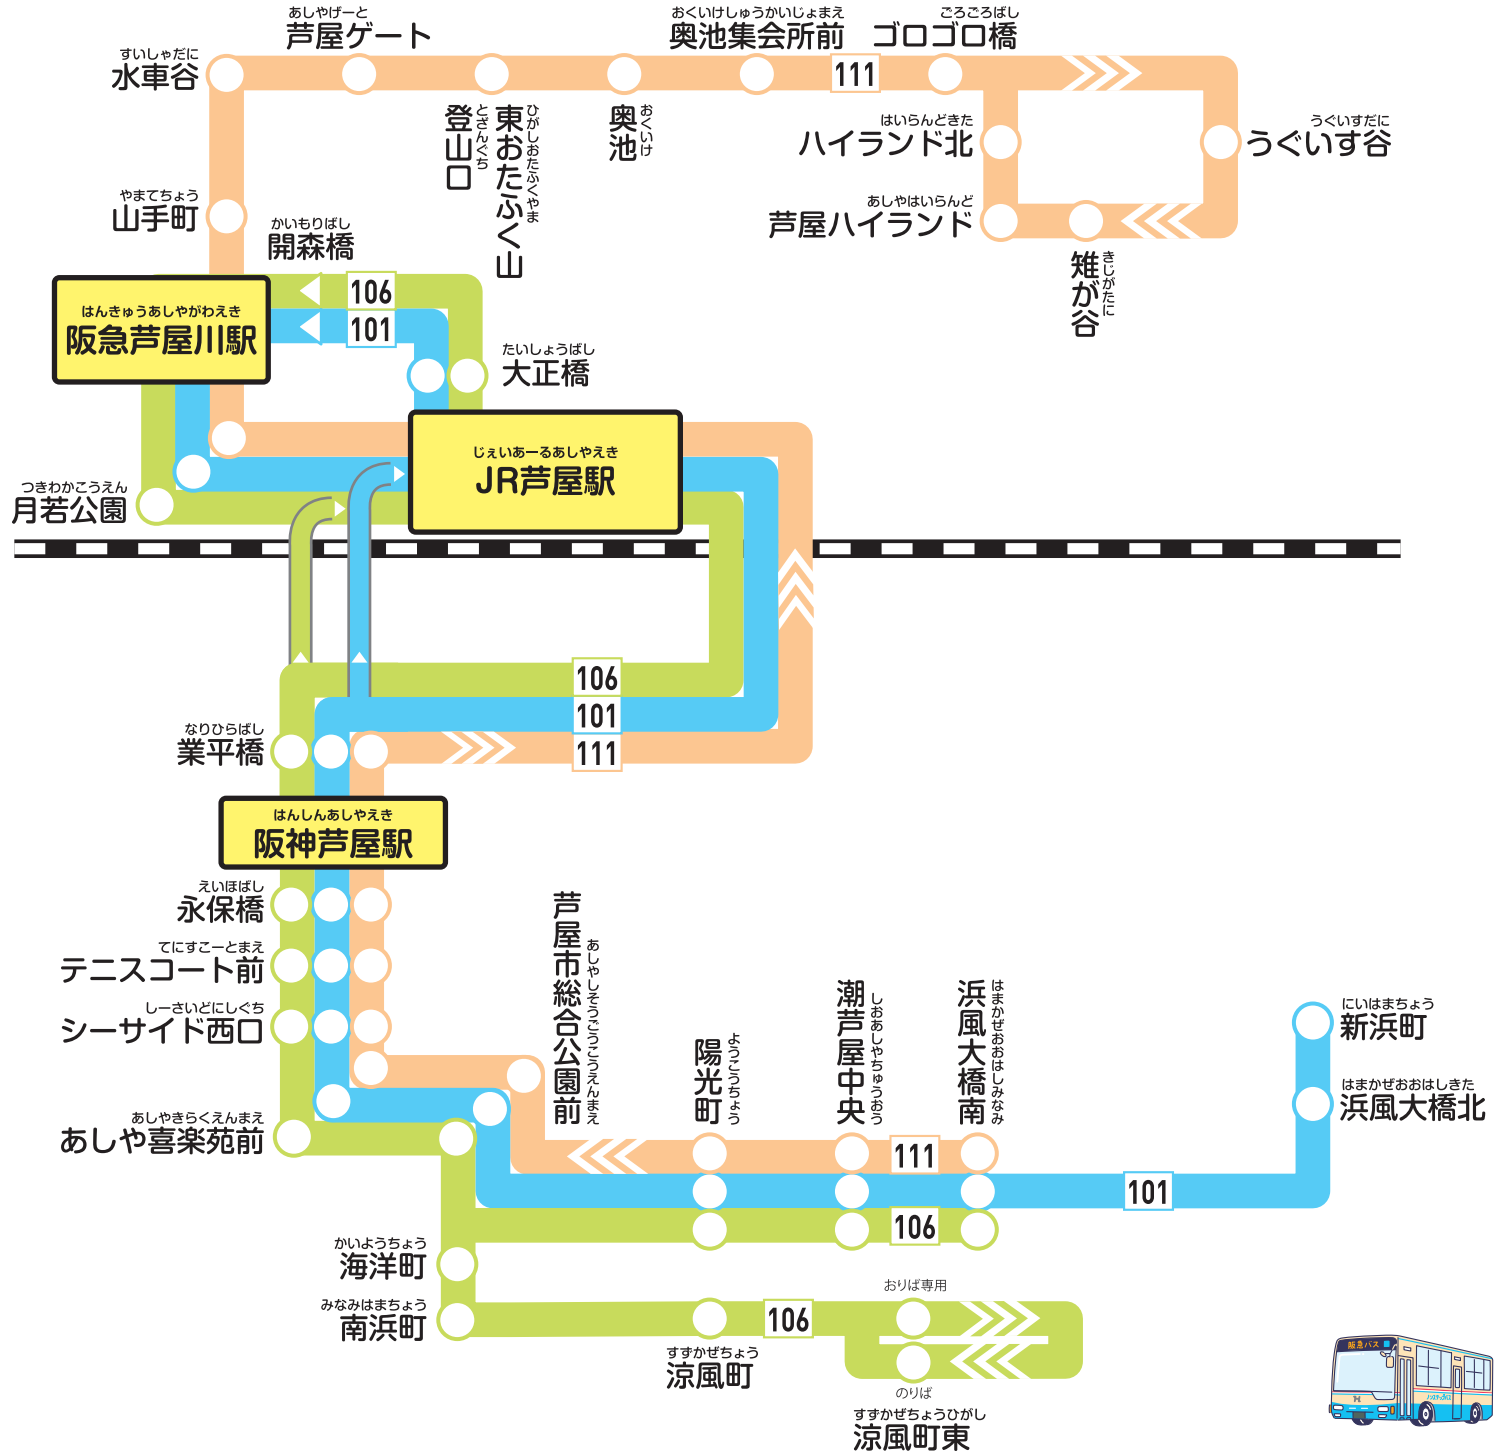 あしやげーと
芦屋ゲート
おくいけしゅうかいじょまえ
奥池集会所前
ごろごろばし
ゴロゴロ橋
すいしゃだに
水車谷
111
とざんぐち
登山口
ひがしおたふくやま
東おたふく山
おくいけ
奥池
はいらんどきた
ハイランド北
うぐいすだに
うぐいす谷
あしやはいらんど
芦屋ハイランド
きじがたに
雉が谷
やまてちょう
山手町
かいもりばし
開森橋
106
101
はんきゅうあしやがわえき
阪急芦屋川駅
たいしょうばし
大正橋
じぇいあーるあしやえき
JR芦屋駅
つきわかこうえん
月若公園
106
101
111
なりひらばし
業平橋
はんしんあしやえき
阪神芦屋駅
えいほばし
永保橋
てにすこーとまえ
テニスコート前
しーさいどにしぐち
シーサイド西口
あしやきらくえんまえ
あしや喜楽苑前
あしやしそうごうこうえんまえ
芦屋市総合公園前
ようこうちょう
陽光町
しおあしやちゅうおう
潮芦屋中央
はまかぜおおはしみなみ
浜風大橋南
にいはまちょう
新浜町
はまかぜおおはしきた
浜風大橋北
111
101
106
かいようちょう
海洋町
みなみはまちょう
南浜町
106
おりば専用
すずかぜちょう
涼風町
のりば
すずかぜちょうひがし
涼風町東
阪急バス